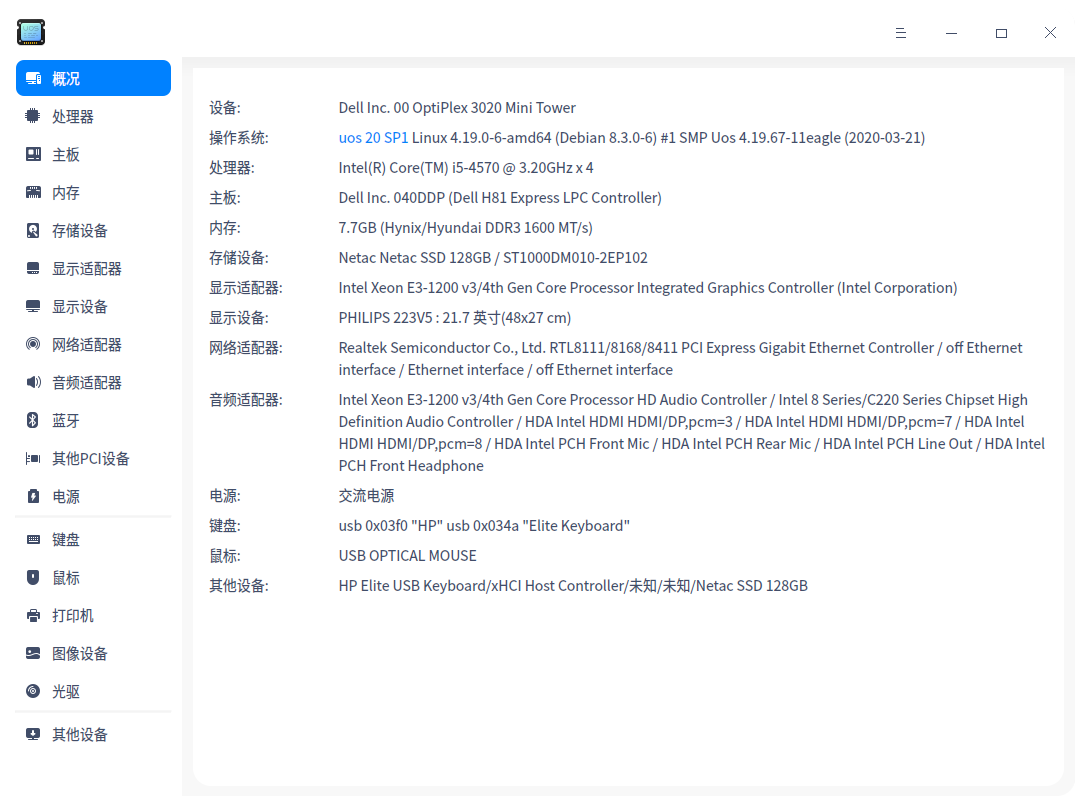 概况
处理器
主板
内存
存储设备
显示适配器
显示设备
网络适配器
音频适配器
蓝牙
其他PCI设备
电源
键盘
鼠标
打印机
图像设备
光驱
其他设备
设备: Dell Inc. 00 OptiPlex 3020 Mini Tower
操作系统: uos 20 SP1 Linux 4.19.0-6-amd64 (Debian 8.3.0-6) #1 SMP Uos 4.19.67-11eagle (2020-03-21)
处理器: Intel(R) Core(TM) i5-4570 @ 3.20GHz x 4
主板: Dell Inc. 040DDP (Dell H81 Express LPC Controller)
内存: 7.7GB (Hynix/Hyundai DDR3 1600 MT/s)
存储设备: Netac Netac SSD 128GB / ST1000DM010-2EP102
显示适配器: Intel Xeon E3-1200 v3/4th Gen Core Processor Integrated Graphics Controller (Intel Corporation)
显示设备: PHILIPS 223V5 : 21.7 英寸(48x27 cm)
网络适配器: Realtek Semiconductor Co., Ltd. RTL8111/8168/8411 PCI Express Gigabit Ethernet Controller / off Ethernet
interface / Ethernet interface / off Ethernet interface
音频适配器: Intel Xeon E3-1200 v3/4th Gen Core Processor HD Audio Controller / Intel 8 Series/C220 Series Chipset High
Definition Audio Controller / HDA Intel HDMI HDMI/DP,pcm=3 / HDA Intel HDMI HDMI/DP,pcm=7 / HDA Intel
HDMI HDMI/DP,pcm=8 / HDA Intel PCH Front Mic / HDA Intel PCH Rear Mic / HDA Intel PCH Line Out / HDA Intel
PCH Front Headphone
电源: 交流电源
键盘: usb 0x03f0 "HP" usb 0x034a "Elite Keyboard"
鼠标: USB OPTICAL MOUSE
其他设备: HP Elite USB Keyboard/xHCI Host Controller/未知/未知/Netac SSD 128GB